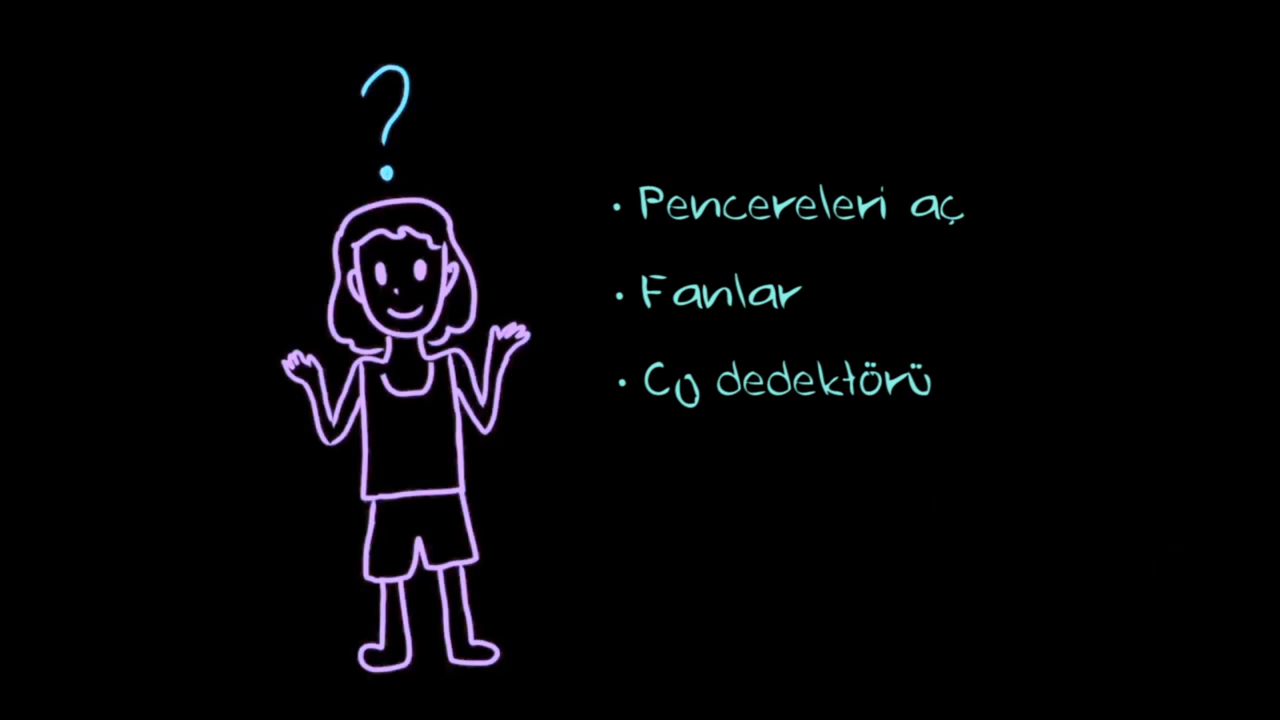 ?
• Pencereleri aç
• Fanlar
• Co dedektörü